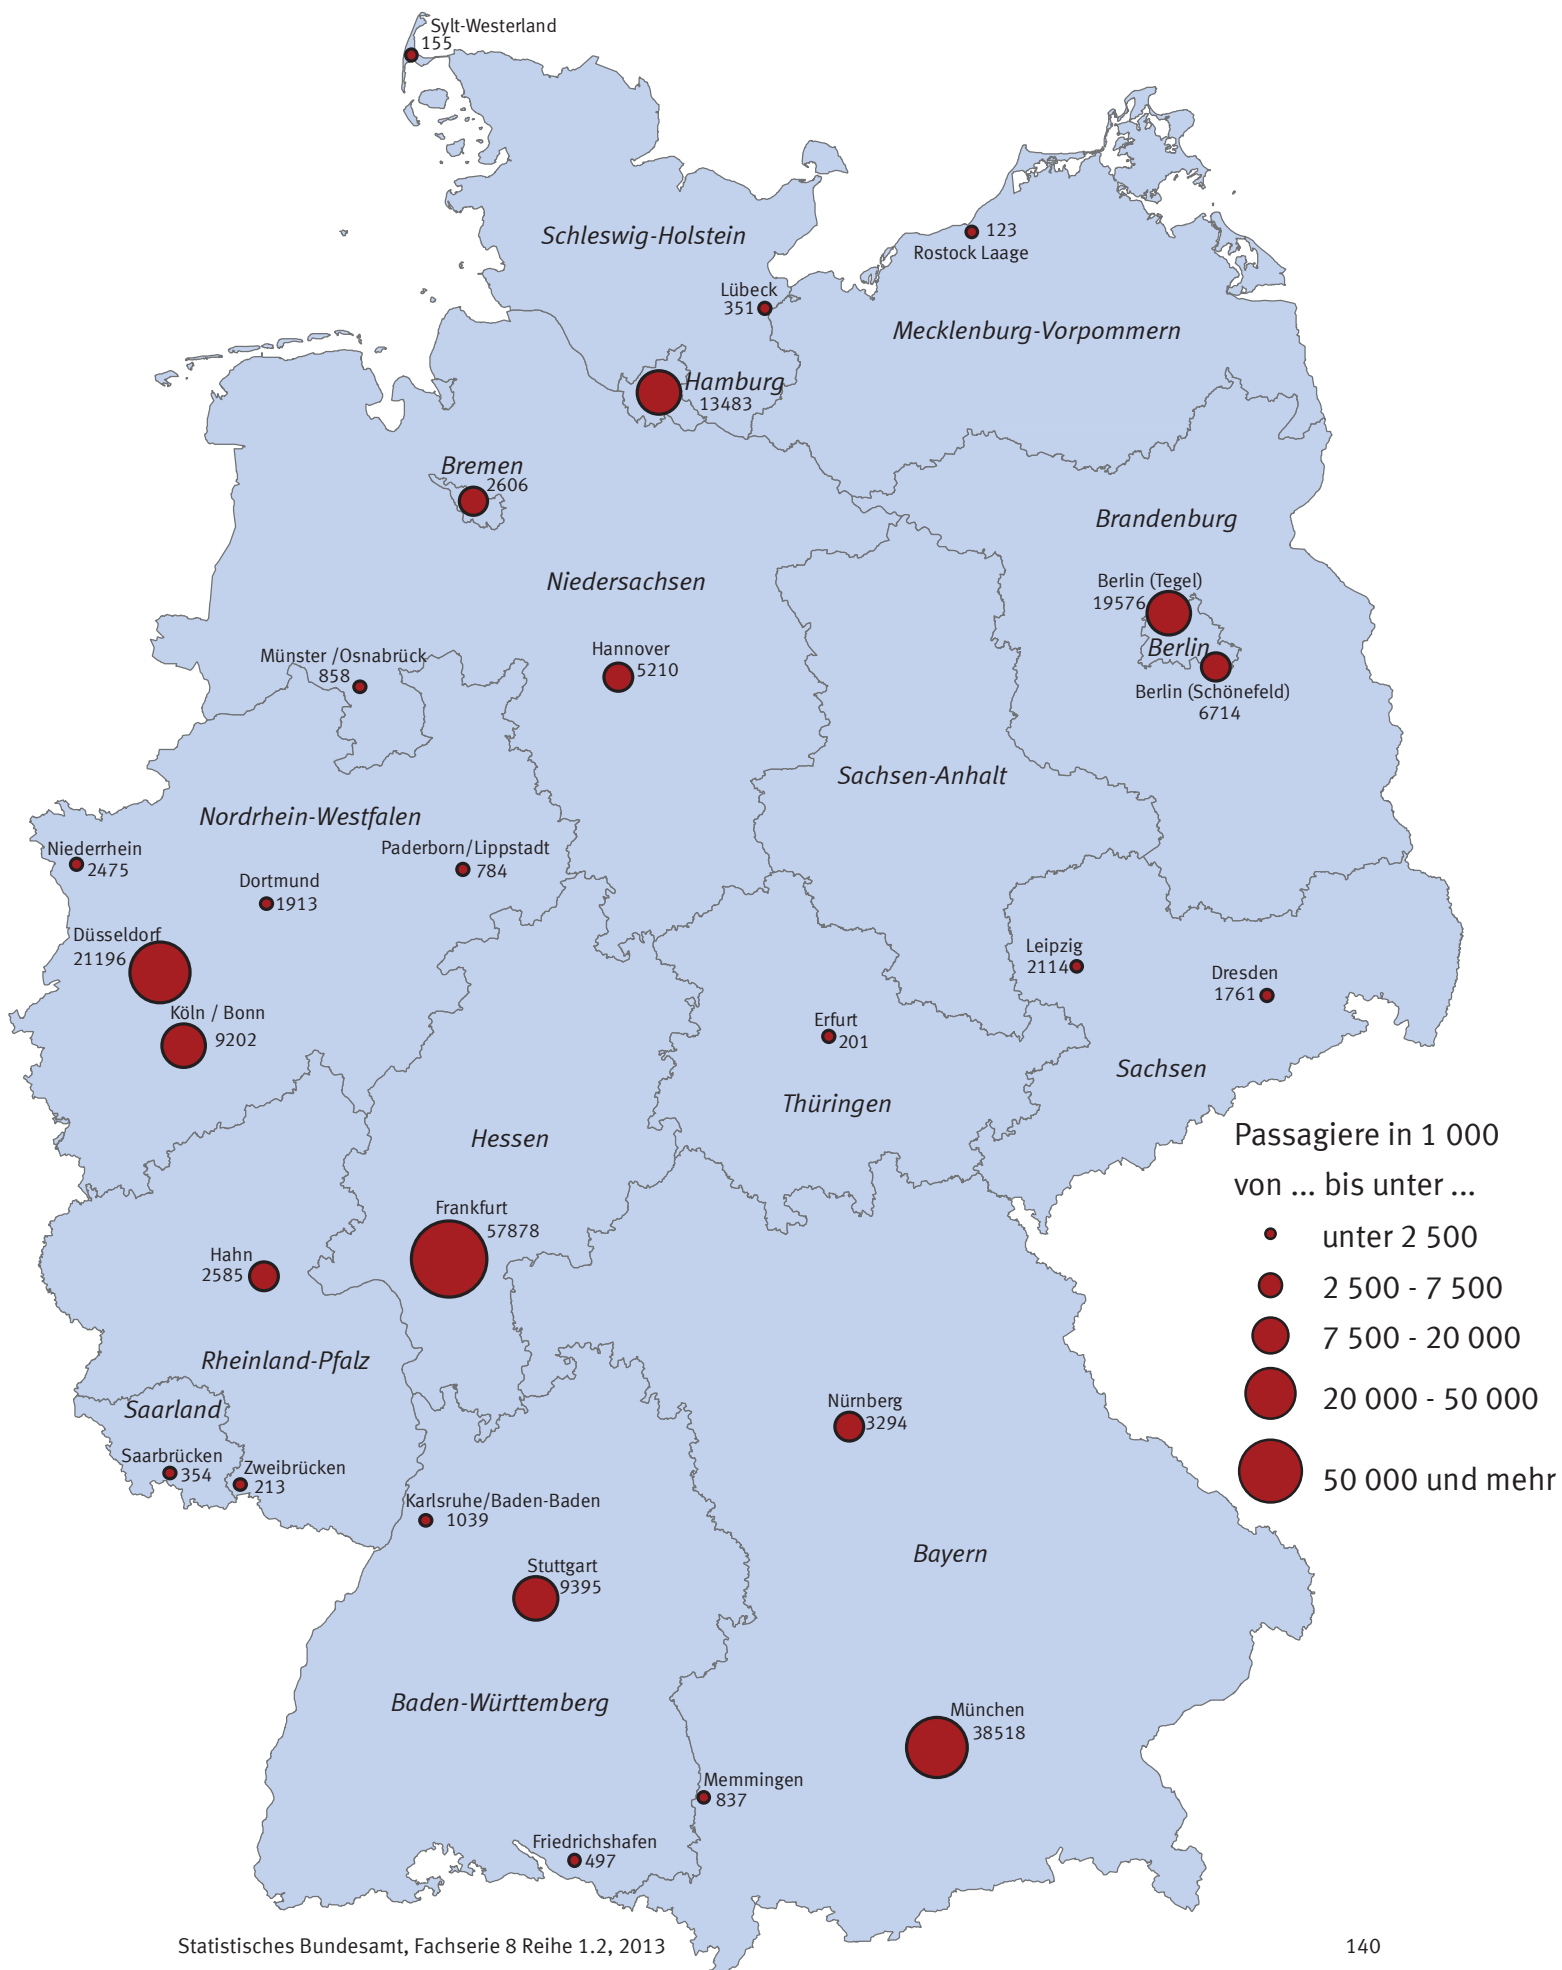 Sylt-Westerland
155
Schleswig-Holstein
123
Rostock Laage
Lübeck
351
Mecklenburg-Vorpommern
Hamburg
13483
Bremen
2606
Brandenburg
Niedersachsen
Berlin (Tegel)
19576
Berlin
Berlin (Schönefeld)
6714
Münster /Osnabrück
858
Hannover
5210
Sachsen-Anhalt
Nordrhein-Westfalen
Niederrhein
2475
Paderborn/Lippstadt
784
Dortmund
1913
Düsseldorf
21196
Köln / Bonn
9202
Leipzig
2114
Dresden
1761
Erfurt
201
Sachsen
Thüringen
Hessen
Passagiere in 1 000
von ... bis unter ...
unter 2 500
2 500 - 7 500
7 500 - 20 000
20 000 - 50 000
50 000 und mehr
Frankfurt
57878
Hahn
2585
Rheinland-Pfalz
Saarland
Saarbrücken
354
Zweibrücken
213
Nürnberg
3294
Karlsruhe/Baden-Baden
1039
Stuttgart
9395
Bayern
Baden-Württemberg
München
38518
Memmingen
837
Friedrichshafen
497
Statistisches Bundesamt, Fachserie 8 Reihe 1.2, 2013
140